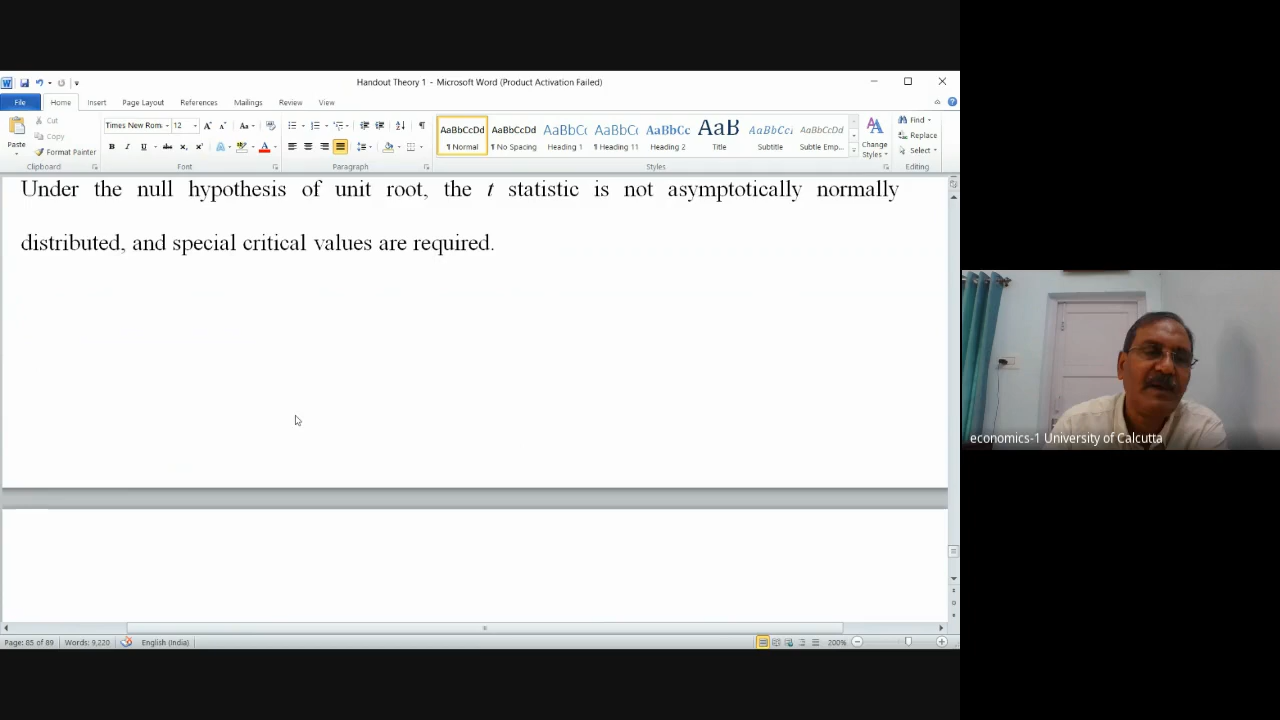 Handout Theory 1 - Microsoft Word (Product Activation Failed)
File Home Insert Page Layout References Mailings Review View
Paste Cut Copy Format Painter
Clipboard
Times New Rom 12
Font
Paragraph
AaBbCcDd AaBbCcDd AaBbC( AaBbCc AaBbCc AaB AaBbCcI AaBbCcDd
¶ Normal ¶ No Spacing Heading 1 Heading 11 Heading 2 Title Subtitle Subtle Emp...
Styles
Change Styles
Find
Replace
Select
Editing
Under the null hypothesis of unit root, the t statistic is not asymptotically normally
distributed, and special critical values are required.
economics-1 University of Calcutta
Page: 85 of 89 Words: 9,220 English (India) 200%